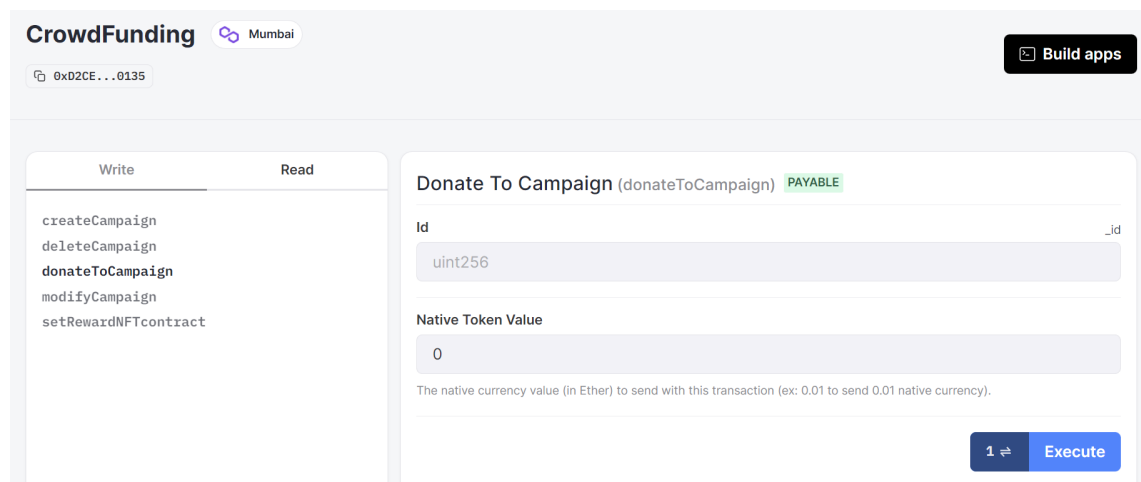 CrowdFunding
Mumbai
0xD2CE...0135
Build apps
Write
Read
createCampaign
deleteCampaign
donateToCampaign
modifyCampaign
setRewardNFTcontract
Donate To Campaign (donateToCampaign) PAYABLE
Id
_id
uint256
Native Token Value
0
The native currency value (in Ether) to send with this transaction (ex: 0.01 to send 0.01 native currency).
1 ⇌
Execute